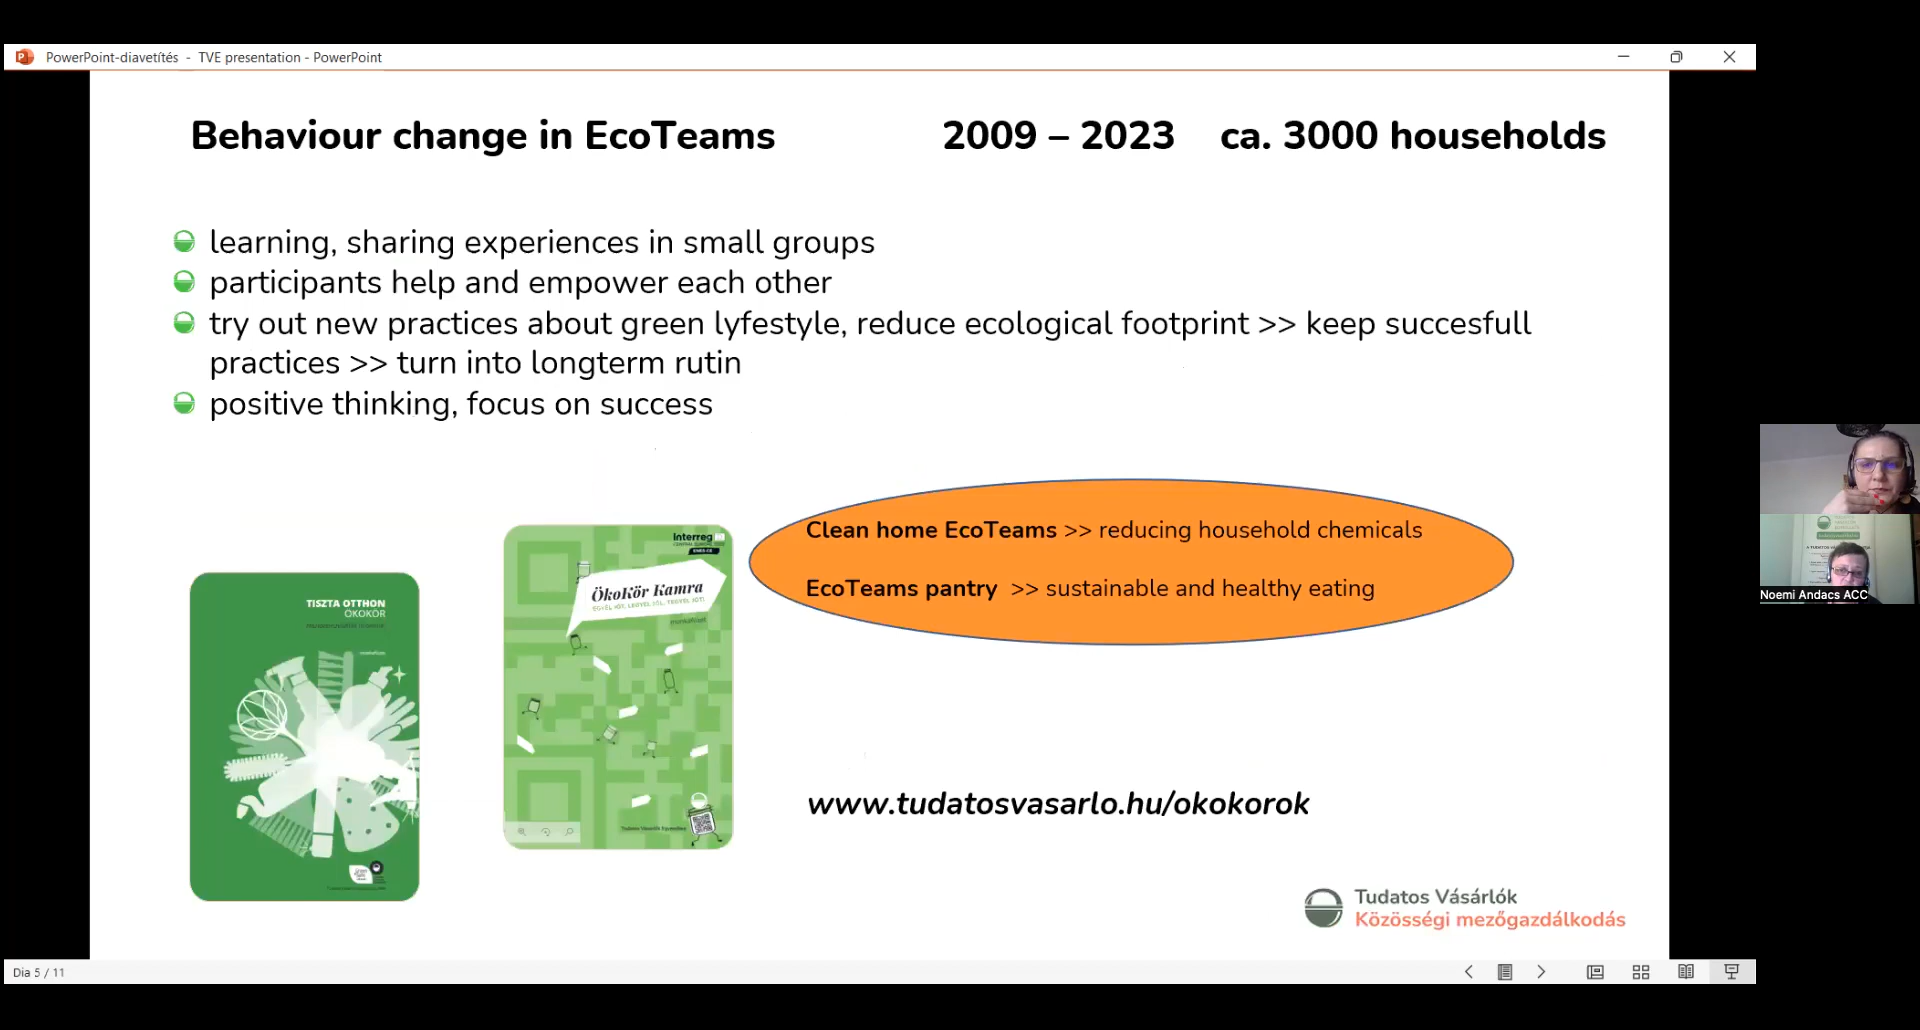 PowerPoint-diavetítés - TVE presentation - PowerPoint
Behaviour change in EcoTeams 2009 – 2023 ca. 3000 households
learning, sharing experiences in small groups
participants help and empower each other
try out new practices about green lyfestyle, reduce ecological footprint >> keep succesfull
practices >> turn into longterm rutin
positive thinking, focus on success
Clean home EcoTeams >> reducing household chemicals
EcoTeams pantry >> sustainable and healthy eating
Interreg
ÖkoKör Kamra
munkafüzet
TISZTA OTTHON
ÖKOKÖR
Tudatos Vásárlók Egyesülete
www.tudatosvasarlo.hu/okokorok
Tudatos Vásárlók
Közösségi mezőgazdálkodás
Noemi Andacs ACC
Dia 5 / 11